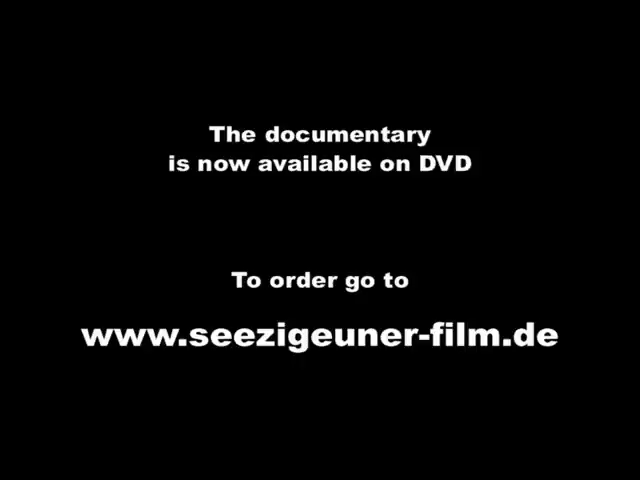 The documentary
is now available on DVD
To order go to
www.seezigeuner-film.de